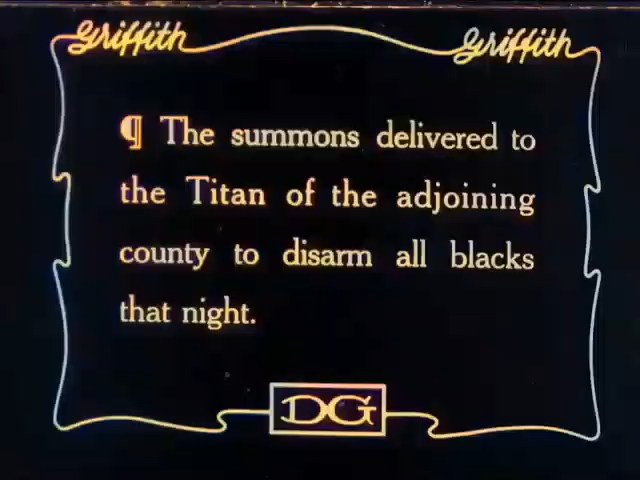 Griffith Griffith
¶ The summons delivered to
the Titan of the adjoining
county to disarm all blacks
that night.
DG